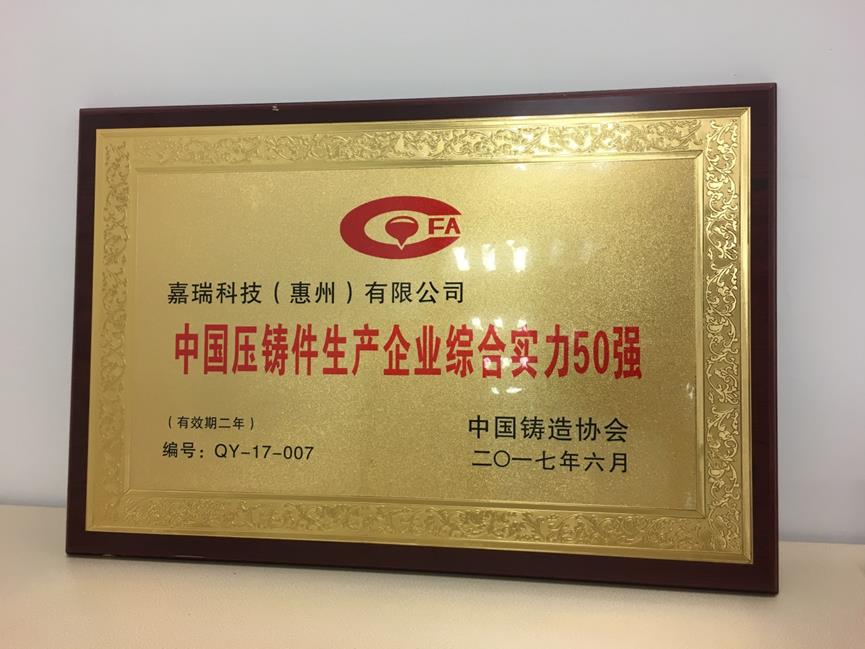 CFA
嘉瑞科技（惠州）有限公司
中国压铸件生产企业综合实力50强
（有效期二年）
编号：QY-17-007
中国铸造协会
二〇一七年六月